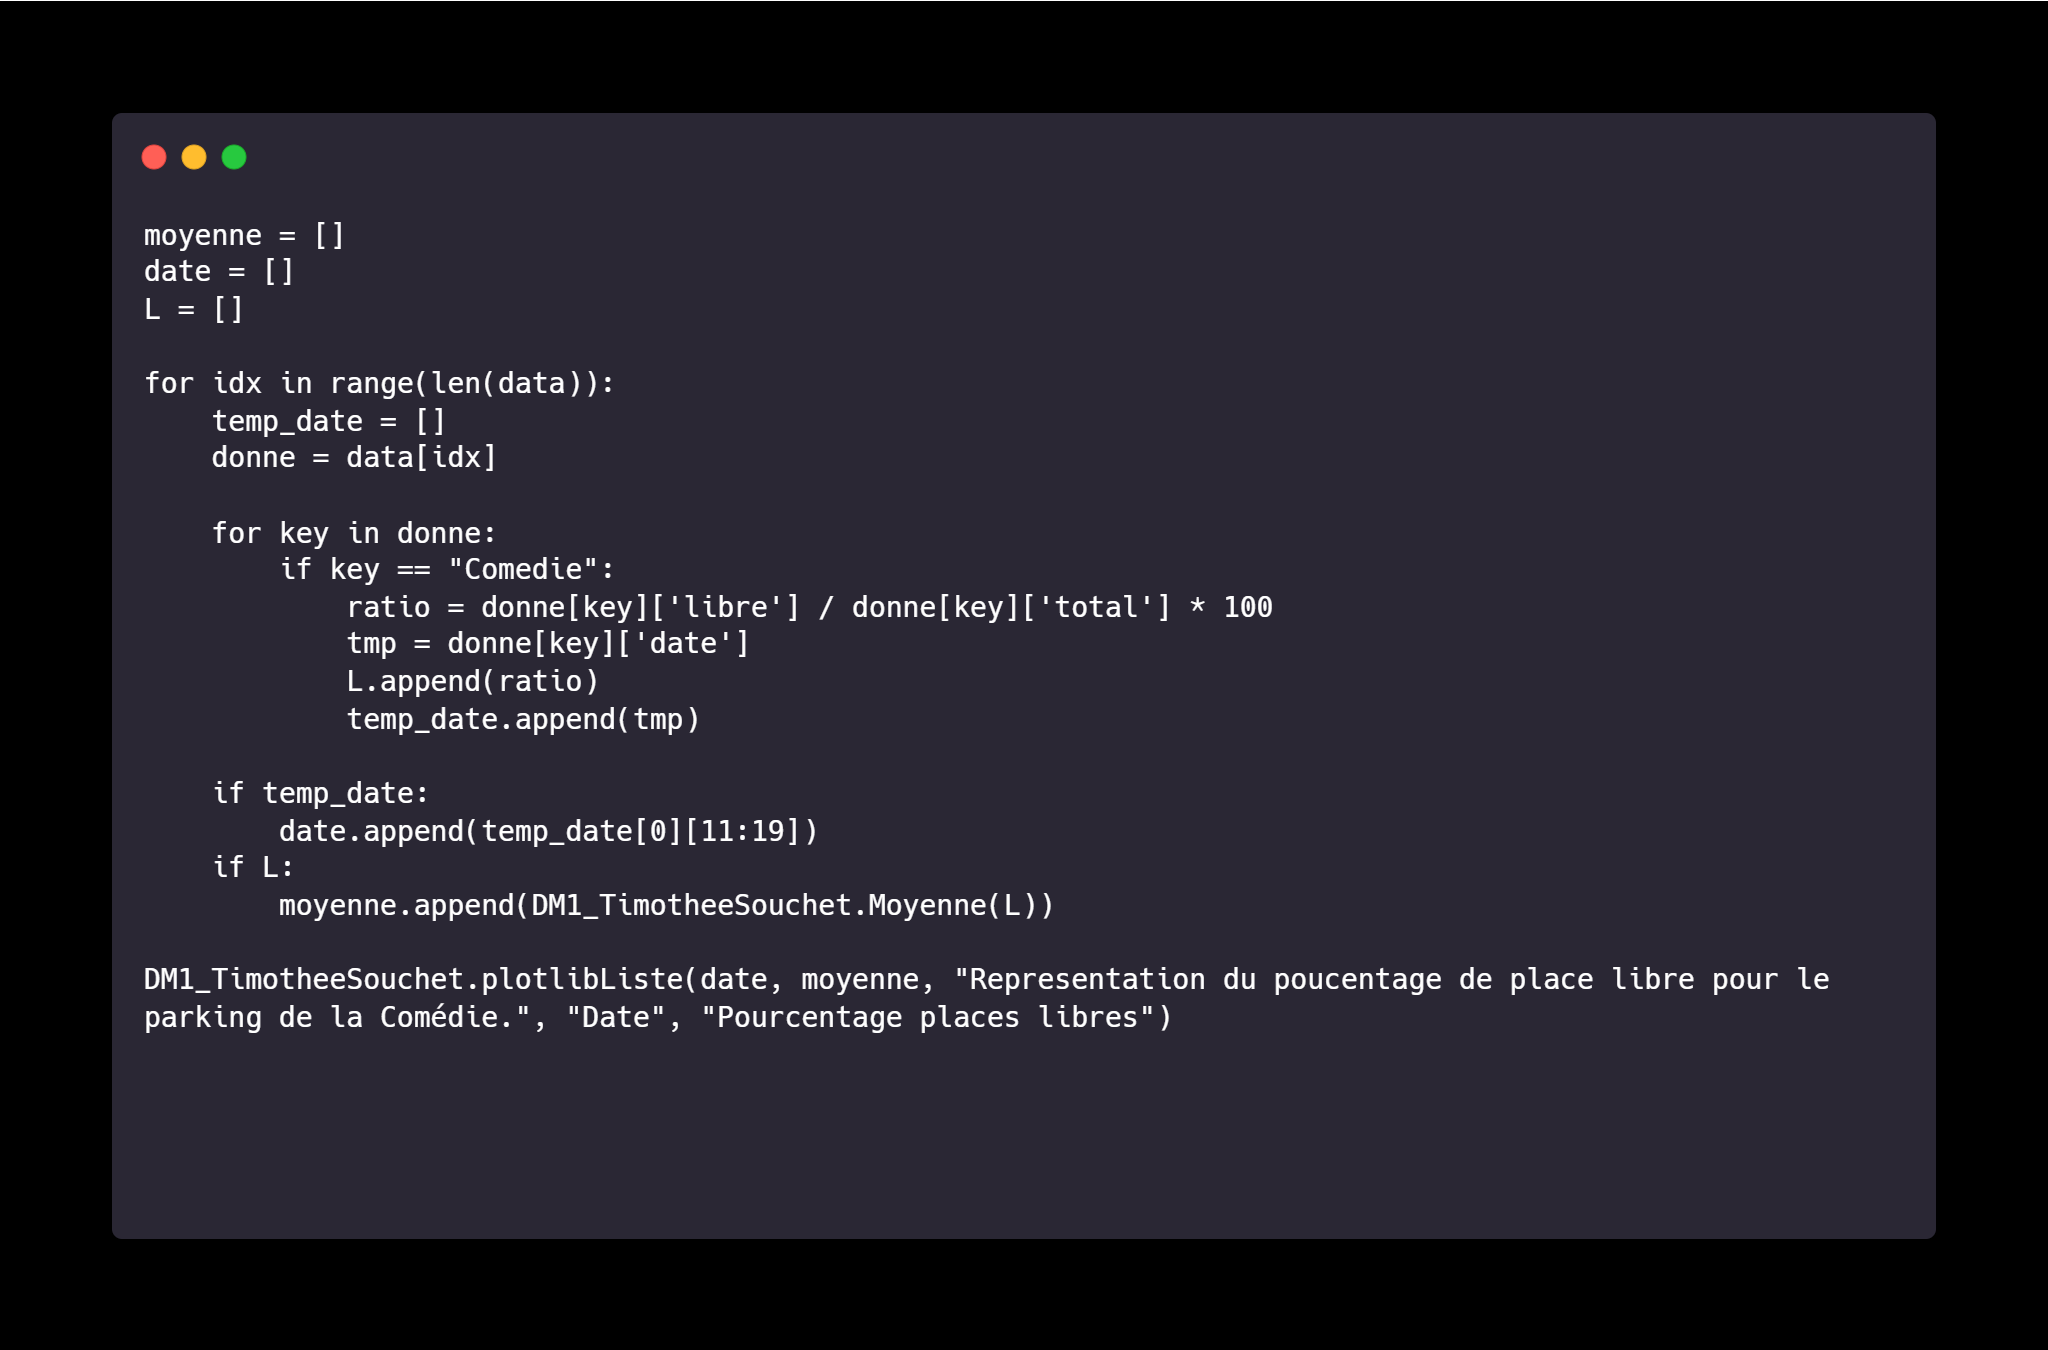 moyenne = []
date = []
L = []

for idx in range(len(data)):
    temp_date = []
    donne = data[idx]

    for key in donne:
        if key == "Comedie":
            ratio = donne[key]['libre'] / donne[key]['total'] * 100
            tmp = donne[key]['date']
            L.append(ratio)
            temp_date.append(tmp)

    if temp_date:
        date.append(temp_date[0][11:19])
    if L:
        moyenne.append(DM1_TimotheeSouchet.Moyenne(L))

DM1_TimotheeSouchet.plotlibListe(date, moyenne, "Representation du poucentage de place libre pour le
parking de la Comédie.", "Date", "Pourcentage places libres")